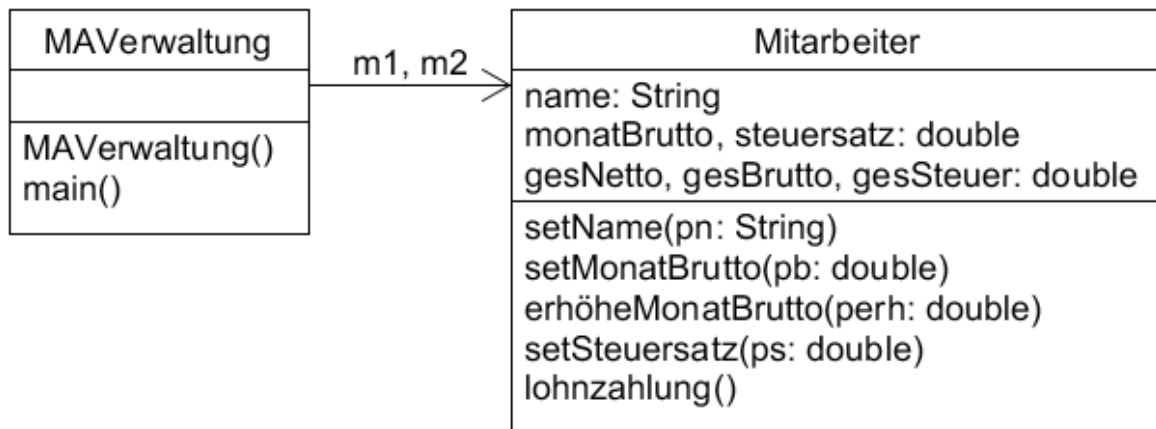 MAVerwaltung
MAVerwaltung()
main()
m1, m2
Mitarbeiter
name: String
monatBrutto, steuersatz: double
gesNetto, gesBrutto, gesSteuer: double
setName(pn: String)
setMonatBrutto(pb: double)
erhöheMonatBrutto(perh: double)
setSteuersatz(ps: double)
lohnzahlung()